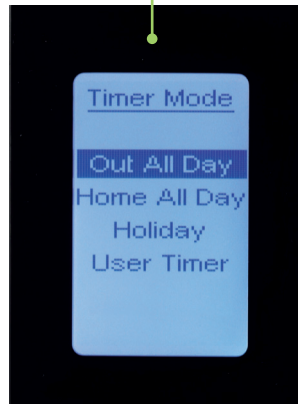 Timer Mode
Out All Day
Home All Day
Holiday
User Timer